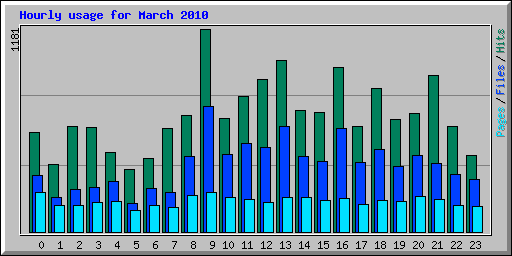 Hourly usage for March 2010
1181
Pages/Files/Hits
0 1 2 3 4 5 6 7 8 9 10 11 12 13 14 15 16 17 18 19 20 21 22 23